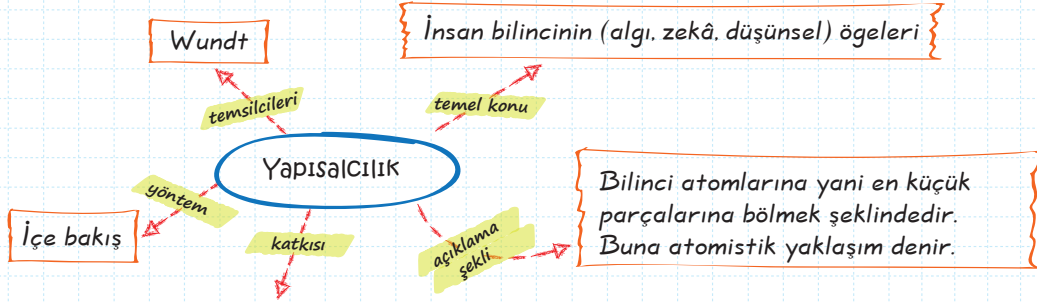 Wundt
İnsan bilincinin (algı, zekâ, düşünsel) ögeleri
temsilcileri
temel konu
Yapısalcılık
yöntem
İçe bakış
katkısı
açıklama
şekli
Bilinci atomlarına yani en küçük
parçalarına bölmek şeklindedir.
Buna atomistik yaklaşım denir.